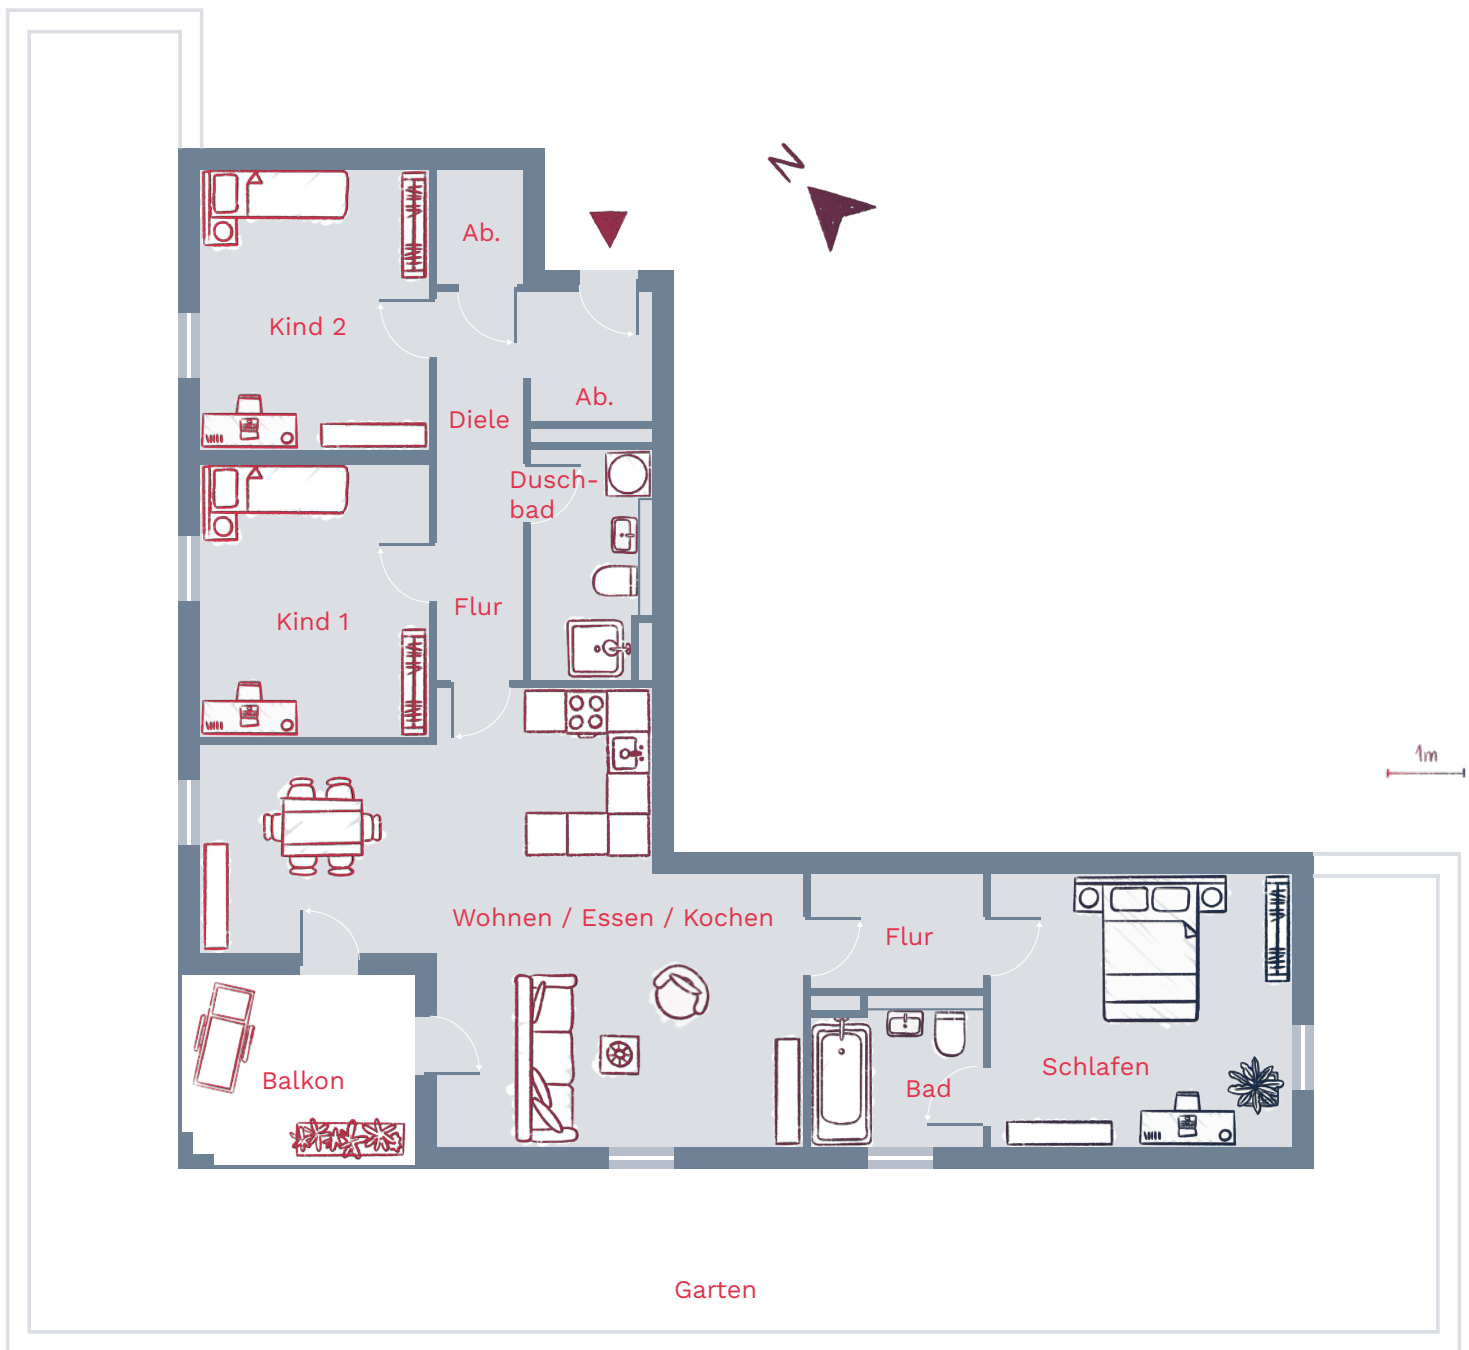 N
Ab.
Kind 2
Ab.
Diele
Dusch-
bad
Flur
Kind 1
1m
Wohnen / Essen / Kochen
Flur
Schlafen
Balkon
Bad
Garten